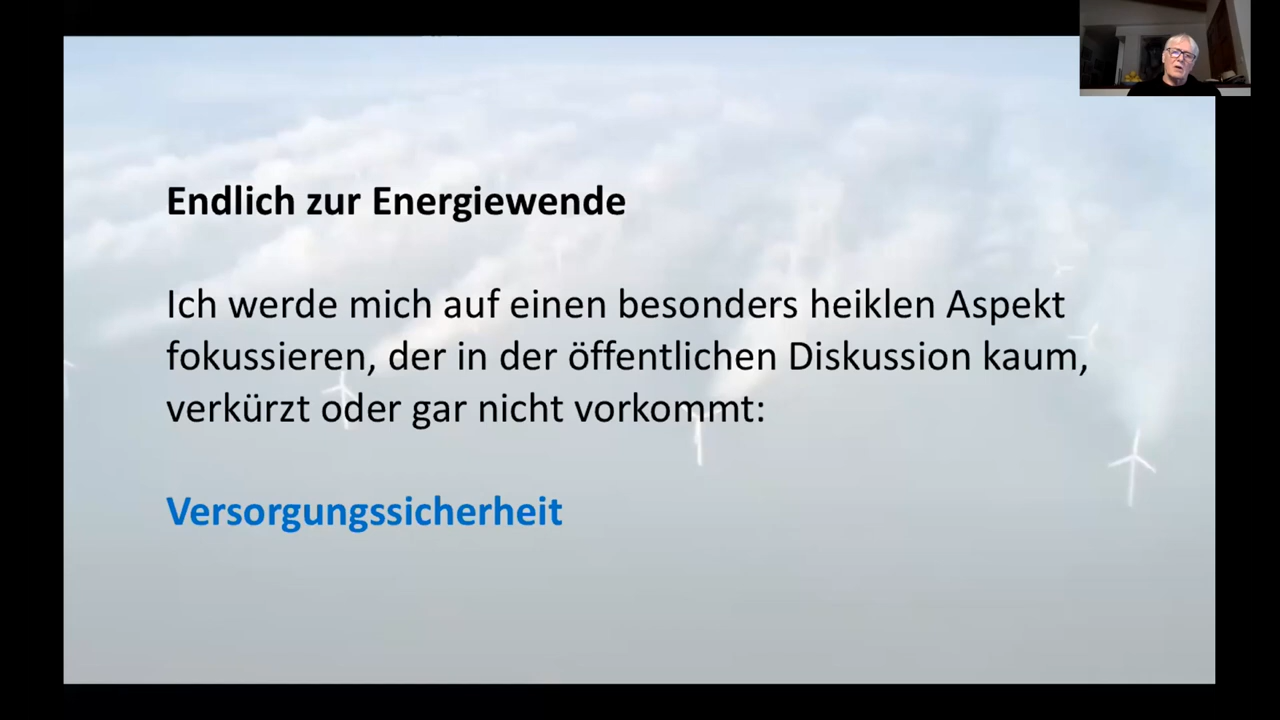 Endlich zur Energiewende
Ich werde mich auf einen besonders heiklen Aspekt
fokussieren, der in der öffentlichen Diskussion kaum,
verkürzt oder gar nicht vorkommt:
Versorgungssicherheit